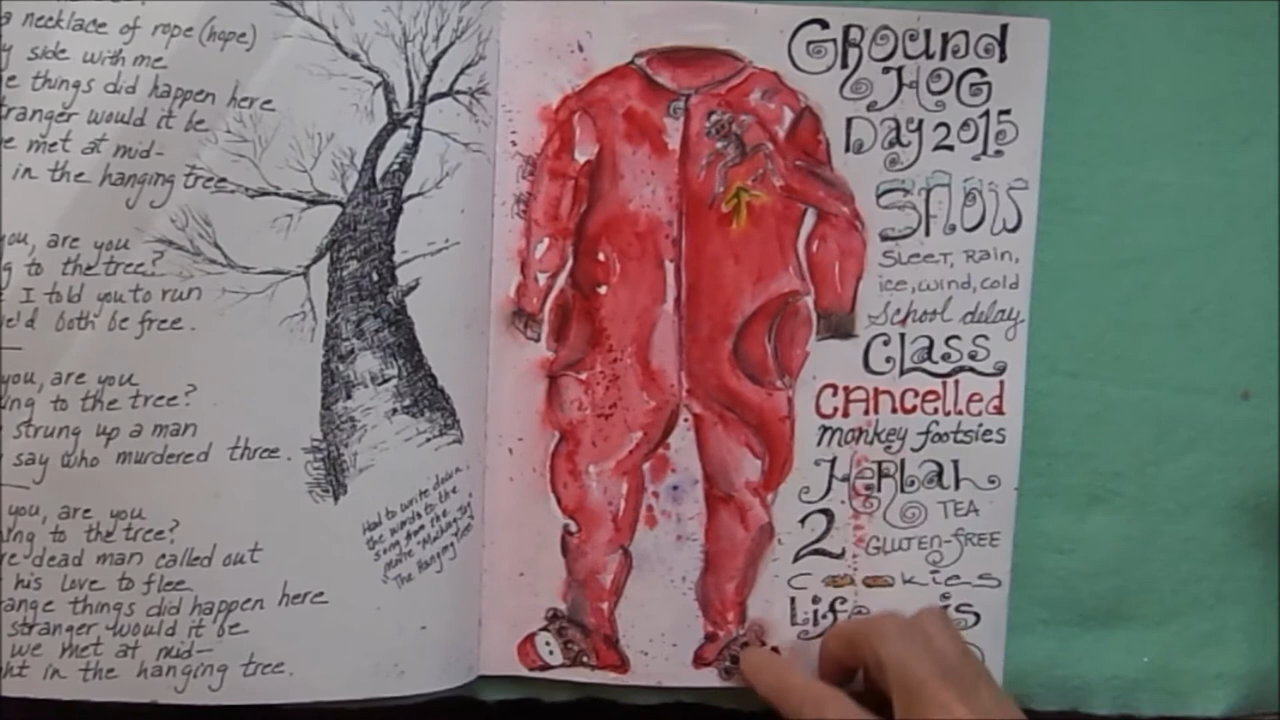 a necklace of rope (hope)
side with me
things did happen here
stranger would it be
met at mid-
in the hanging tree
you, are you
to the tree?
I told you to run
both be free.
you, are you
to the tree?
strung up a man
say who murdered three.
you, are you
to the tree?
dead man called out
his love to flee
things did happen here
stranger would it be
we met at mid-
in the hanging tree.
Had to write down
the words to the
song from the
movie "MockingJay"
"The Hanging Tree"
GROUND
HOG
Day 2015
SNOW
Sleet, Rain,
ice, wind, cold
School delay
CLASS
CAncelled
monkey footsies
HeRbaL
TEA
2 GLUTEN-fREE
cookies
Life is